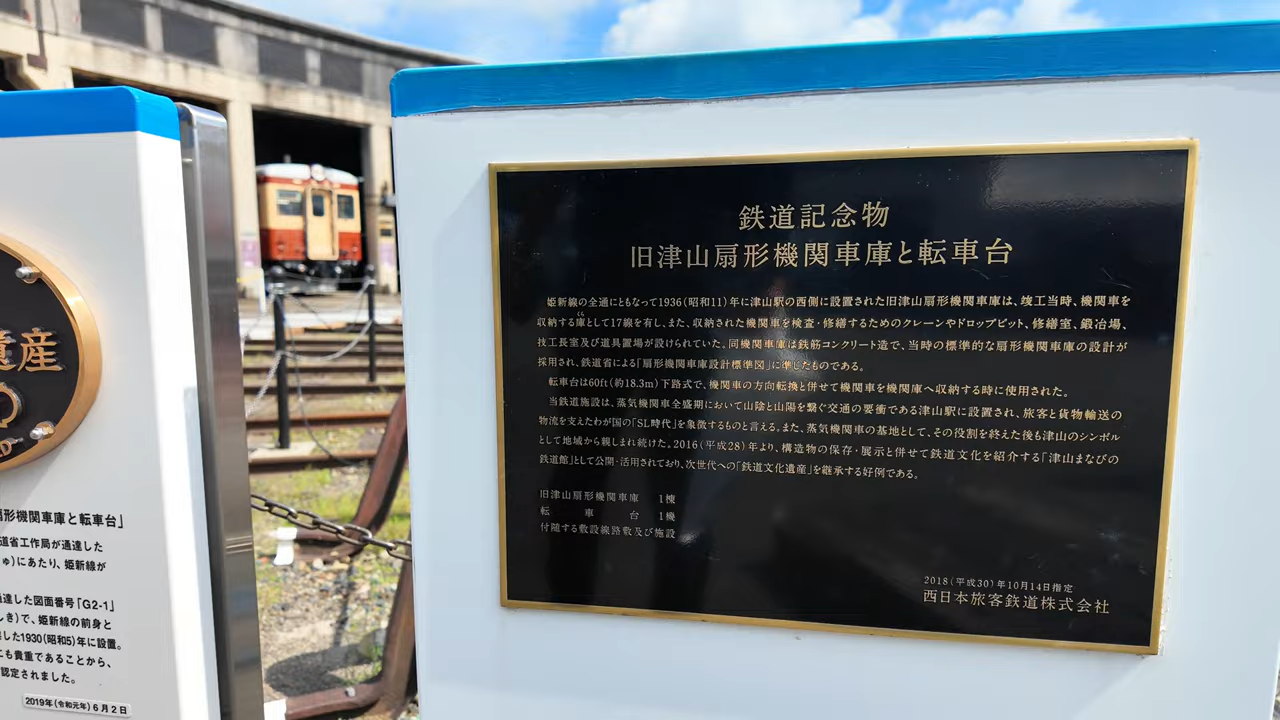 遺産
形機関車庫と転車台」
道省工作局が通達した
ゅ)にあたり、姫新線が
達した図面番号「G2-1」
しき)で、姫新線の前身と
した1930(昭和5)年に設置。
も貴重であることから、
認定されました。
2019年(令和元年)6月2日
鉄道記念物
旧津山扇形機関車庫と転車台
姫新線の全通にともなって1936(昭和11)年に津山駅の西側に設置された旧津山扇形機関車庫は、竣工当時、機関車を
収納する庫(くら)として17線を有し、また、収納された機関車を検査・修繕するためのクレーンやドロップピット、修繕室、鍛冶場、
技工長室及び道具置場が設けられていた。同機関車庫は鉄筋コンクリート造で、当時の標準的な扇形機関車庫の設計が
採用され、鉄道省による「扇形機関車庫設計標準図」に準じたものである。
転車台は60ft(約18.3m)下路式で、機関車の方向転換と併せて機関車を機関庫へ収納する時に使用された。
当鉄道施設は、蒸気機関車全盛期において山陰と山陽を繋ぐ交通の要衝である津山駅に設置され、旅客と貨物輸送の
物流を支えたわが国の「SL時代」を象徴するものと言える。また、蒸気機関車の基地として、その役割を終えた後も津山のシンボル
として地域から親しまれ続けた。2016(平成28)年より、構造物の保存・展示と併せて鉄道文化を紹介する「津山まなびの
鉄道館」として公開・活用されており、次世代への「鉄道文化遺産」を継承する好例である。
旧津山扇形機関車庫 1棟
転車台 1機
付随する敷設線路敷及び施設
2018(平成30)年10月14日指定
西日本旅客鉄道株式会社